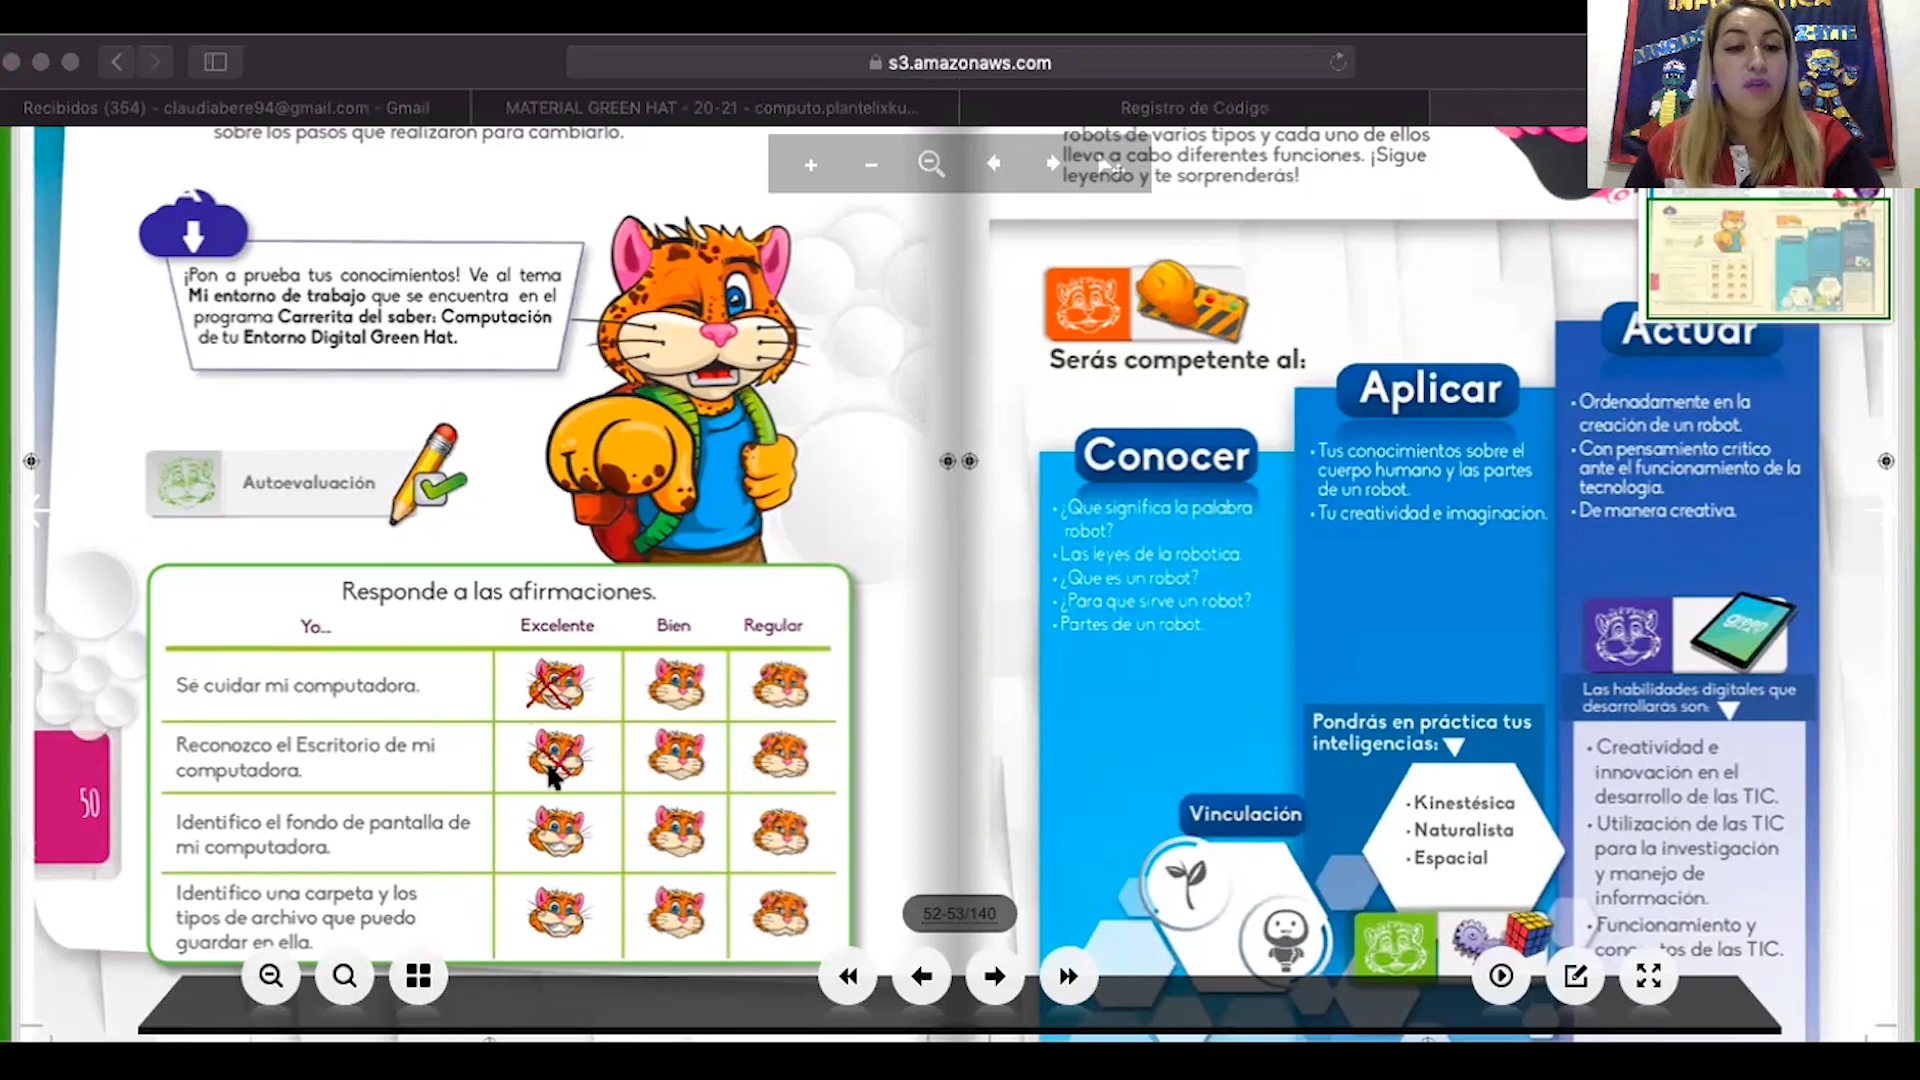 s3.amazonaws.com
INFORMÁTICA
Z-BYTE
Recibidos (354) - claudiabere94@gmail.com - Gmail
MATERIAL GREEN HAT - 20-21 - computo.plantelixku...
Registro de Código
sobre los pasos que realizaron para cambiarlo.
¡Pon a prueba tus conocimientos! Ve al tema
Mi entorno de trabajo que se encuentra en el
programa Carrerita del saber: Computación
de tu Entorno Digital Green Hat.
Autoevaluación
Responde a las afirmaciones.
Yo... Excelente Bien Regular
Sé cuidar mi computadora.
Reconozco el Escritorio de mi
computadora.
Identifico el fondo de pantalla de
mi computadora.
Identifico una carpeta y los
tipos de archivo que puedo
guardar en ella.
50
52-53/140
robots de varios tipos y cada uno de ellos
lleva a cabo diferentes funciones. ¡Sigue
leyendo y te sorprenderás!
Serás competente al:
Conocer
• ¿Qué significa la palabra
robot?
• Las leyes de la robotica
• ¿Que es un robot?
• ¿Para que sirve un robot?
• Partes de un robot.
Vinculación
Aplicar
• Tus conocimientos sobre el
cuerpo humano y las partes
de un robot.
• Tu creatividad e imaginacion.
Pondrás en práctica tus
inteligencias:
• Kinestésica
• Naturalista
• Espacial
Actuar
• Ordenadamente en la
creación de un robot.
• Con pensamiento critico
ante el funcionamiento de la
tecnologia.
• De manera creativa.
green
Las habilidades digitales que
desarrollarás son:
• Creatividad e
innovación en el
desarrollo de las TIC.
• Utilización de las TIC
para la investigación
y manejo de
información.
• Funcionamiento y
conc tos de las TIC.